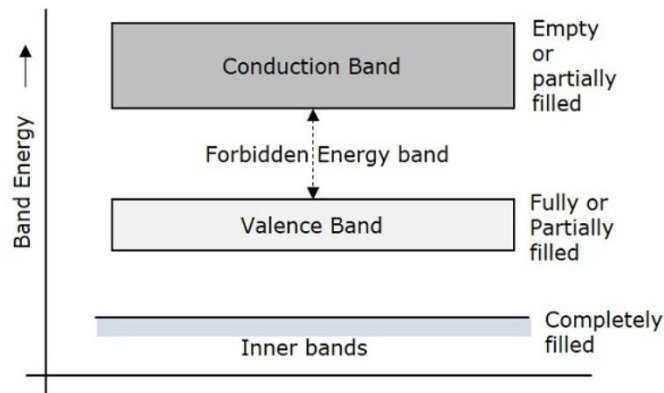 Band Energy
Conduction Band
Empty
or
partially
filled
Forbidden Energy band
Valence Band
Fully or
Partially
filled
Inner bands
Completely
filled